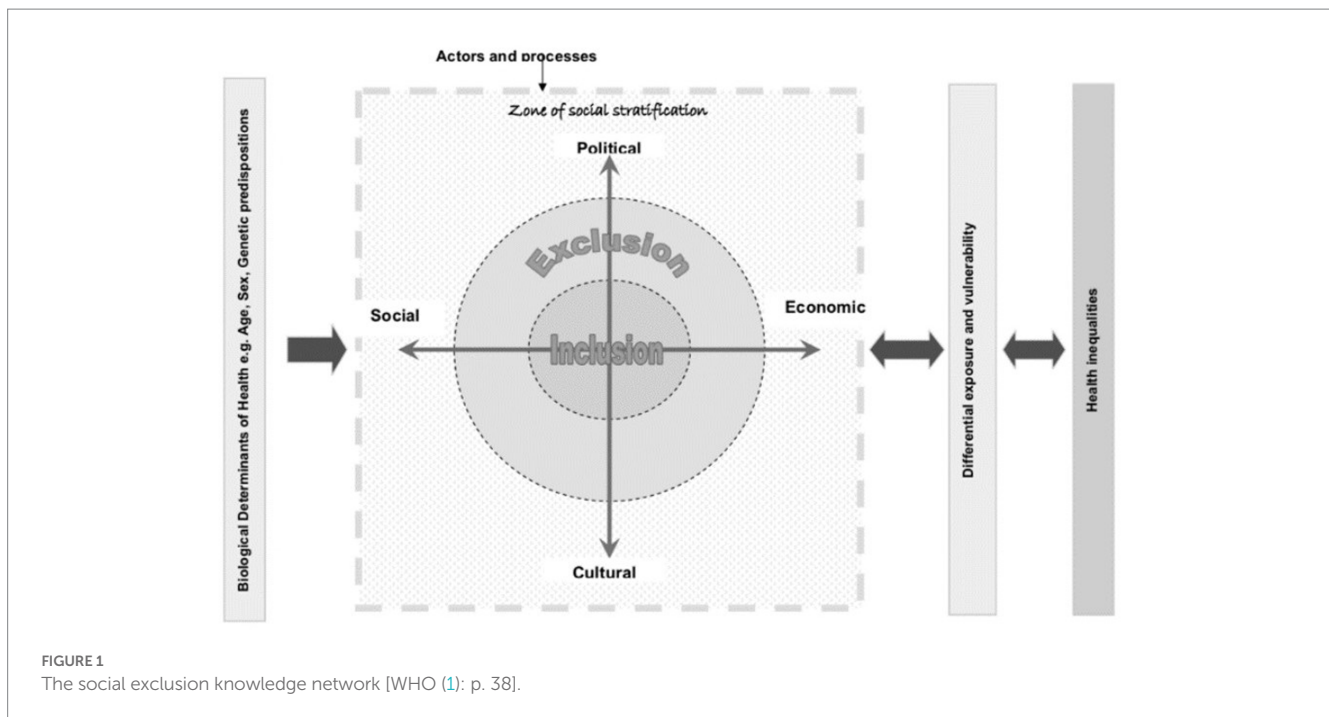 Actors and processes
Zone of social stratification
Political
Exclusion
Inclusion
Social
Economic
Cultural
Biological Determinants of Health e.g. Age, Sex, Genetic predispositions
Differential exposure and vulnerability
Health inequalities
FIGURE 1
The social exclusion knowledge network [WHO (1): p. 38].